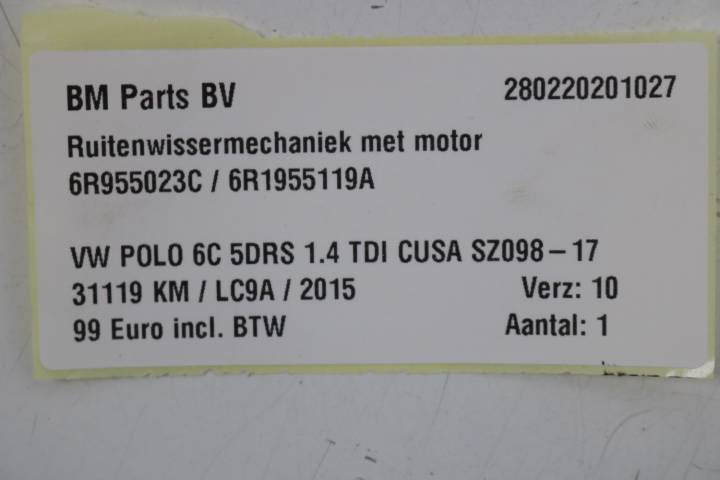 BM Parts BV 280220201027
Ruitenwissermechaniek met motor
6R955023C / 6R1955119A
VW POLO 6C 5DRS 1.4 TDI CUSA SZ098-17
31119 KM / LC9A / 2015 Verz: 10
99 Euro incl. BTW Aantal: 1